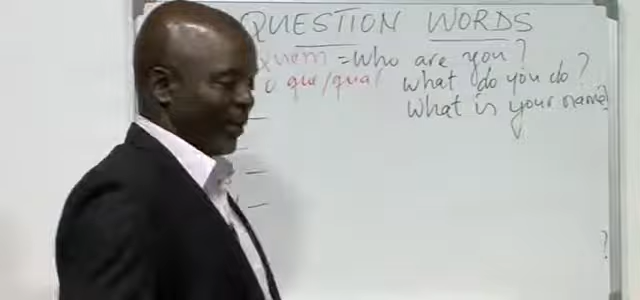 QUESTION WORDS
Quem = Who are you?
O que/qual What do you do?
What is your name?
?